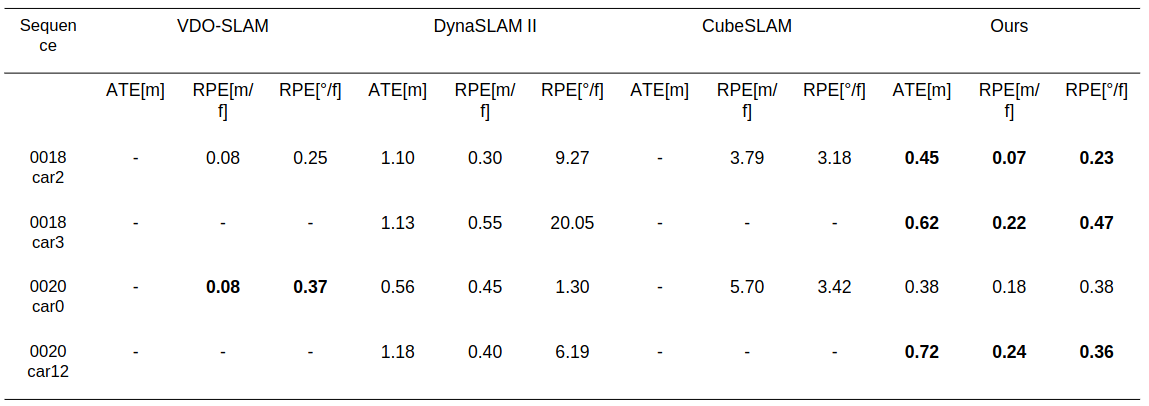 Sequen VDO-SLAM DynaSLAM II CubeSLAM Ours
ce
ATE[m] RPE[m/ RPE[°/f] ATE[m] RPE[m/ RPE[°/f] ATE[m] RPE[m/ RPE[°/f] ATE[m] RPE[m/ RPE[°/f]
f] f] f] f]
0018 - 0.08 0.25 1.10 0.30 9.27 - 3.79 3.18 0.45 0.07 0.23
car2
0018 - - - 1.13 0.55 20.05 - - - 0.62 0.22 0.47
car3
0020 - 0.08 0.37 0.56 0.45 1.30 - 5.70 3.42 0.38 0.18 0.38
car0
0020 - - - 1.18 0.40 6.19 - - - 0.72 0.24 0.36
car12